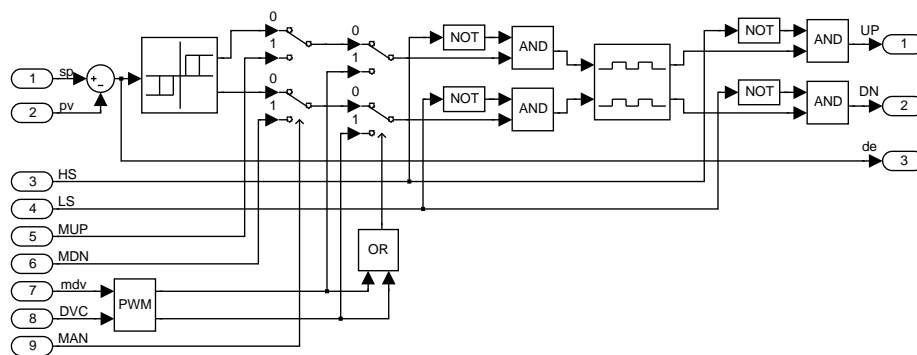 0
0
1
1
NOT
AND
NOT
AND
UP
1
1
sp
+
−
2
pv
0
1
0
1
NOT
AND
NOT
AND
DN
2
de
3
3
HS
4
LS
5
MUP
6
MDN
OR
7
mdv
PWM
8
DVC
9
MAN